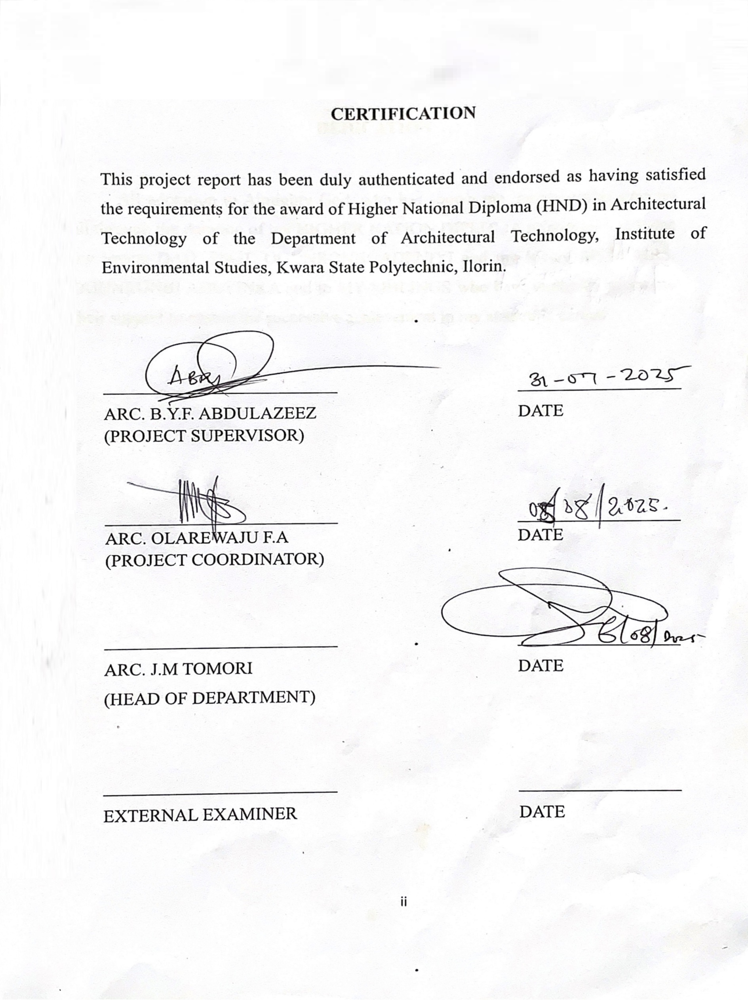 CERTIFICATION
This project report has been duly authenticated and endorsed as having satisfied
the requirements for the award of Higher National Diploma (HND) in Architectural
Technology of the Department of Architectural Technology, Institute of
Environmental Studies, Kwara State Polytechnic, Ilorin.
31-07-2025
ARC. B.Y.F. ABDULAZEEZ DATE
(PROJECT SUPERVISOR)
08/08/2025.
ARC. OLAREWAJU F.A DATE
(PROJECT COORDINATOR)
/08/2025
ARC. J.M TOMORI DATE
(HEAD OF DEPARTMENT)
EXTERNAL EXAMINER DATE
ii